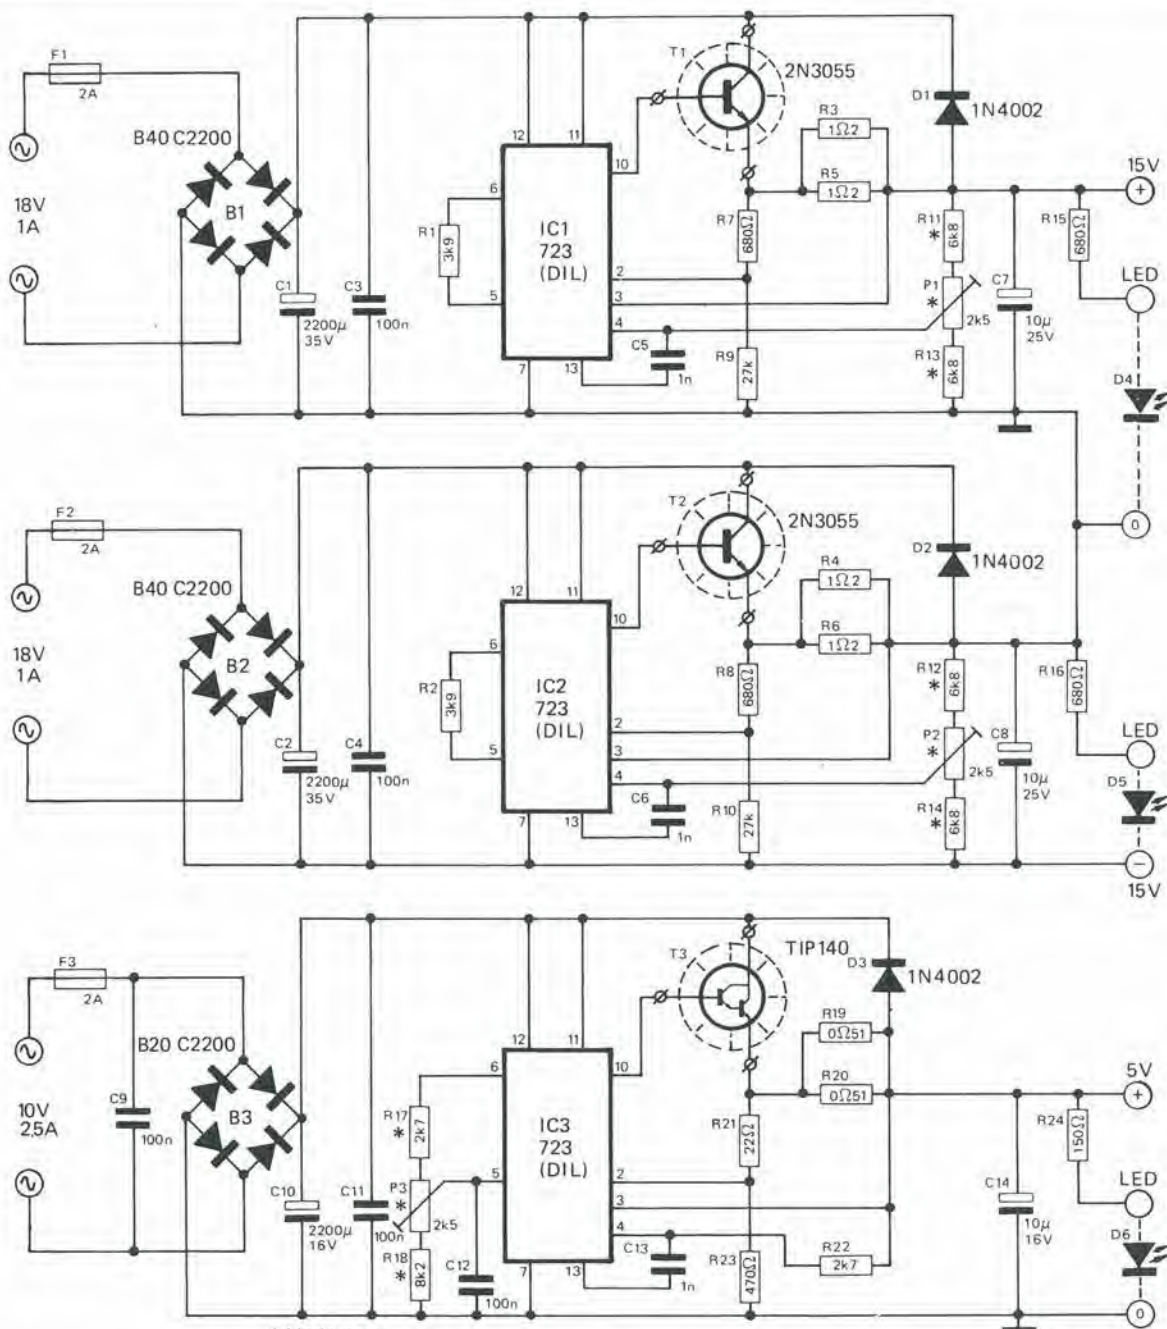 F1
2A
18V
1A
B40 C2200
B1
C1
2200µ
35V
C3
100n
R1
3k9
12
11
10
6
5
2
3
4
7
13
IC1
723
(DIL)
C5
1n
T1
2N3055
R3
1Ω2
R5
1Ω2
R7
680Ω
R9
27k
D1
1N4002
R11
*
6k8
P1
*
2k5
R13
*
6k8
C7
10µ
25V
R15
680Ω
15V
+
LED
D4
0
F2
2A
18V
1A
B40 C2200
B2
C2
2200µ
35V
C4
100n
R2
3k9
12
11
10
6
5
2
3
4
7
13
IC2
723
(DIL)
C6
1n
T2
2N3055
R4
1Ω2
R6
1Ω2
R8
680Ω
R10
27k
D2
1N4002
R12
*
6k8
P2
*
2k5
R14
*
6k8
C8
10µ
25V
R16
680Ω
LED
D5
−
15V
F3
2A
10V
2,5A
B20 C2200
C9
100n
B3
C10
2200µ
16V
C11
100n
R17
*
2k7
P3
*
2k5
R18
*
8k2
C12
100n
12
11
10
6
5
2
3
4
7
13
IC3
723
(DIL)
C13
1n
T3
TIP140
R19
0Ω51
R20
0Ω51
R21
22Ω
R23
470Ω
R22
2k7
D3
1N4002
C14
10µ
16V
R24
150Ω
5V
+
LED
D6
0